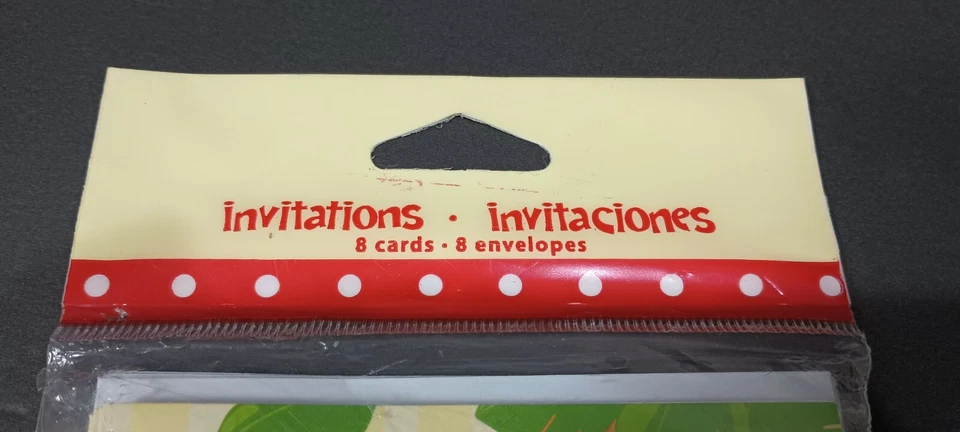 invitations · invitaciones
8 cards · 8 envelopes